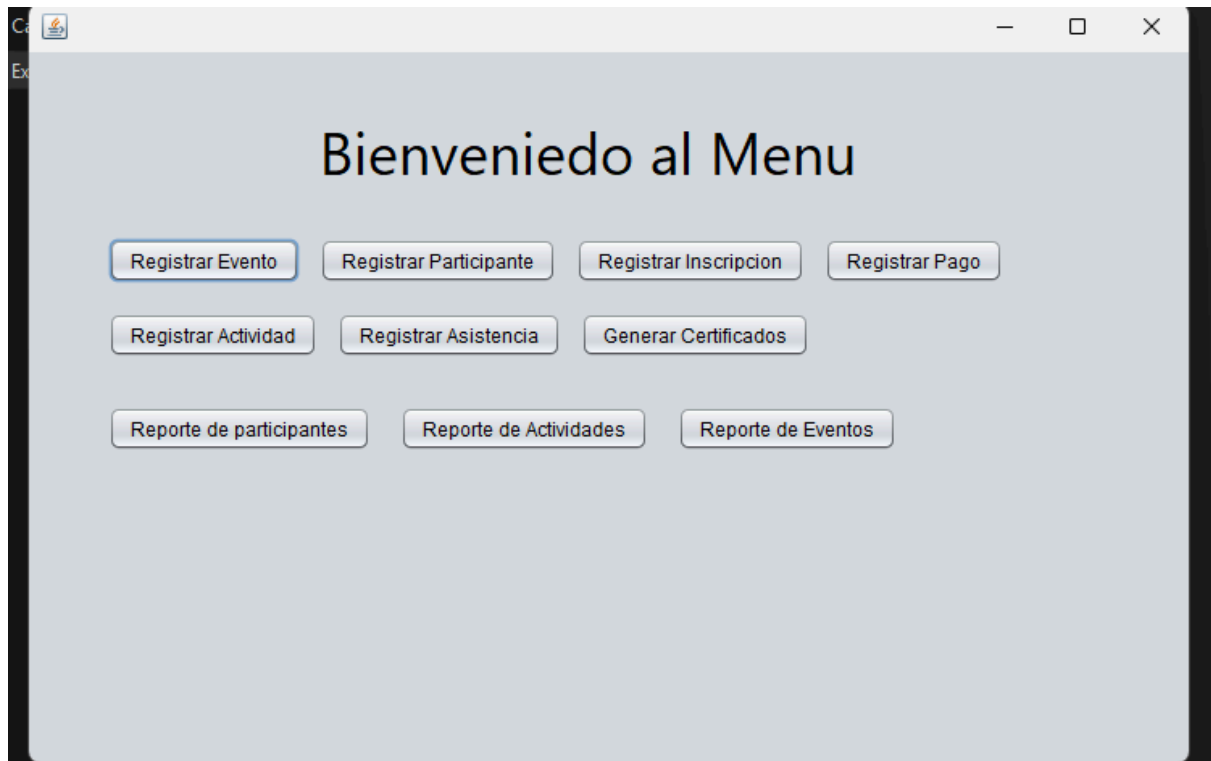 Bienveniedo al Menu
Registrar Evento Registrar Participante Registrar Inscripcion Registrar Pago
Registrar Actividad Registrar Asistencia Generar Certificados
Reporte de participantes Reporte de Actividades Reporte de Eventos